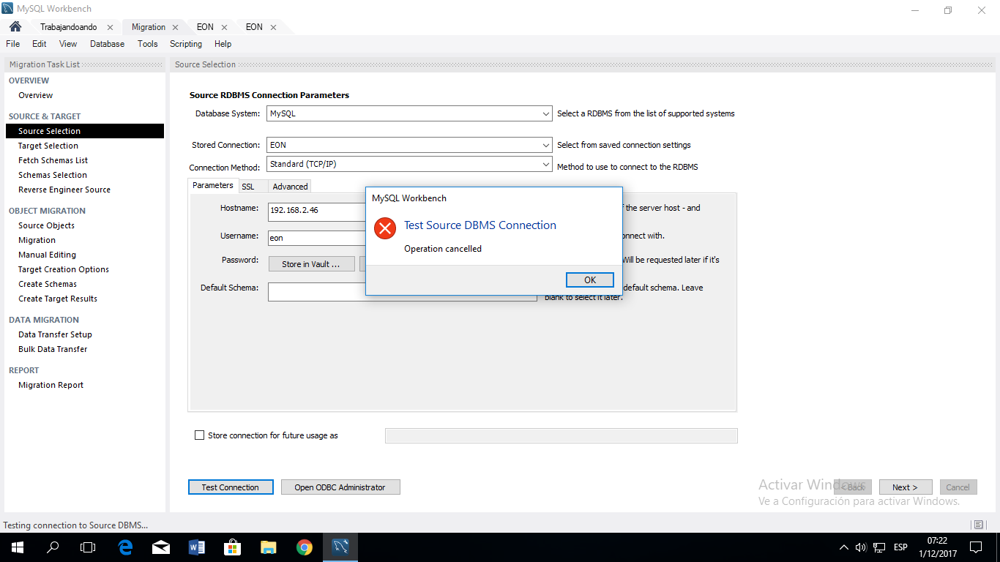 MySQL Workbench
Trabajandoando
Migration
EON
EON
File Edit View Database Tools Scripting Help
Migration Task List
OVERVIEW
Overview
SOURCE & TARGET
Source Selection
Target Selection
Fetch Schemas List
Schemas Selection
Reverse Engineer Source
OBJECT MIGRATION
Source Objects
Migration
Manual Editing
Target Creation Options
Create Schemas
Create Target Results
DATA MIGRATION
Data Transfer Setup
Bulk Data Transfer
REPORT
Migration Report
Source Selection
Source RDBMS Connection Parameters
Database System: MySQL Select a RDBMS from the list of supported systems
Stored Connection: EON Select from saved connection settings
Connection Method: Standard (TCP/IP) Method to use to connect to the RDBMS
Parameters SSL Advanced
Hostname: 192.168.2.46 f the server host - and
Username: eon onnect with.
Password: Store in Vault ... Will be requested later if it's
Default Schema: default schema. Leave
blank to select it later.
MySQL Workbench
Test Source DBMS Connection
Operation cancelled
OK
Store connection for future usage as
Test Connection Open ODBC Administrator < Back Next > Cancel
Activar Windows
Ve a Configuración para activar Windows.
Testing connection to Source DBMS...
ESP
07:22
1/12/2017